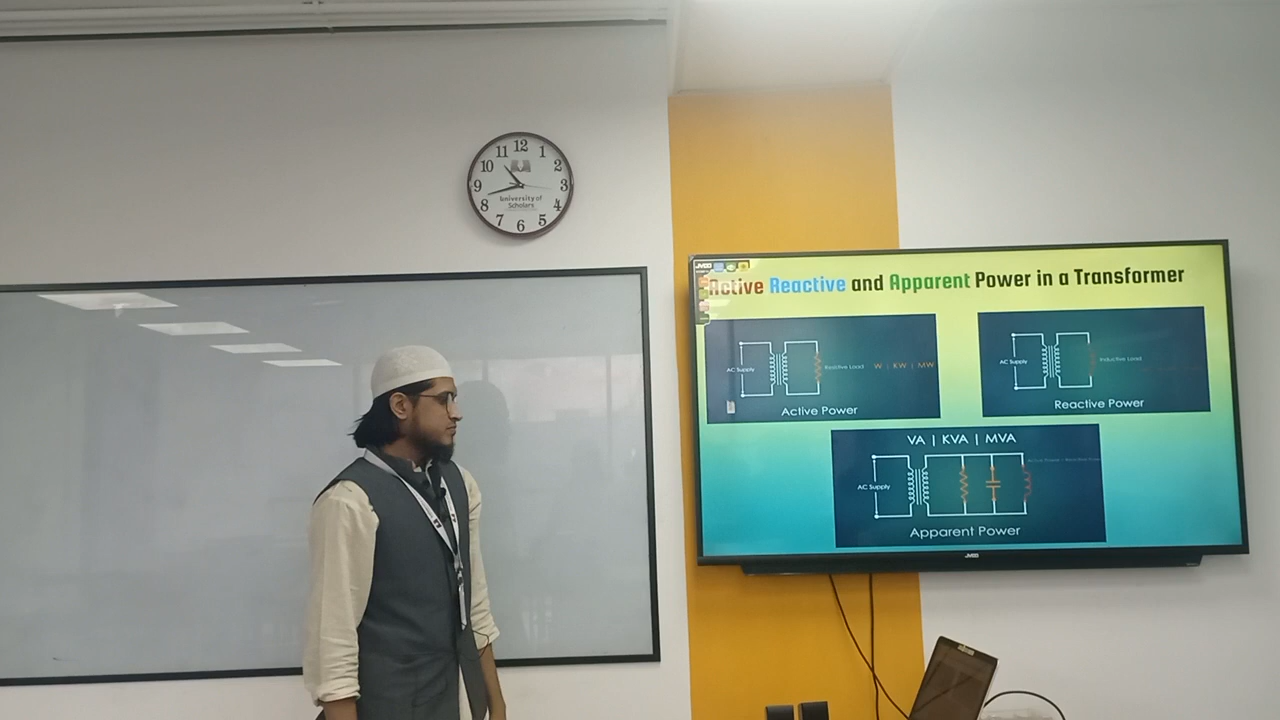 11 12 1
10 2
9 3
8 4
7 6 5
University of
Scholars
Active Reactive and Apparent Power in a Transformer
AC Supply
Resistive Load
W | KW | MW
Active Power
AC Supply
Inductive Load
Reactive Power
VA | KVA | MVA
AC Supply
Apparent Power
JVCO